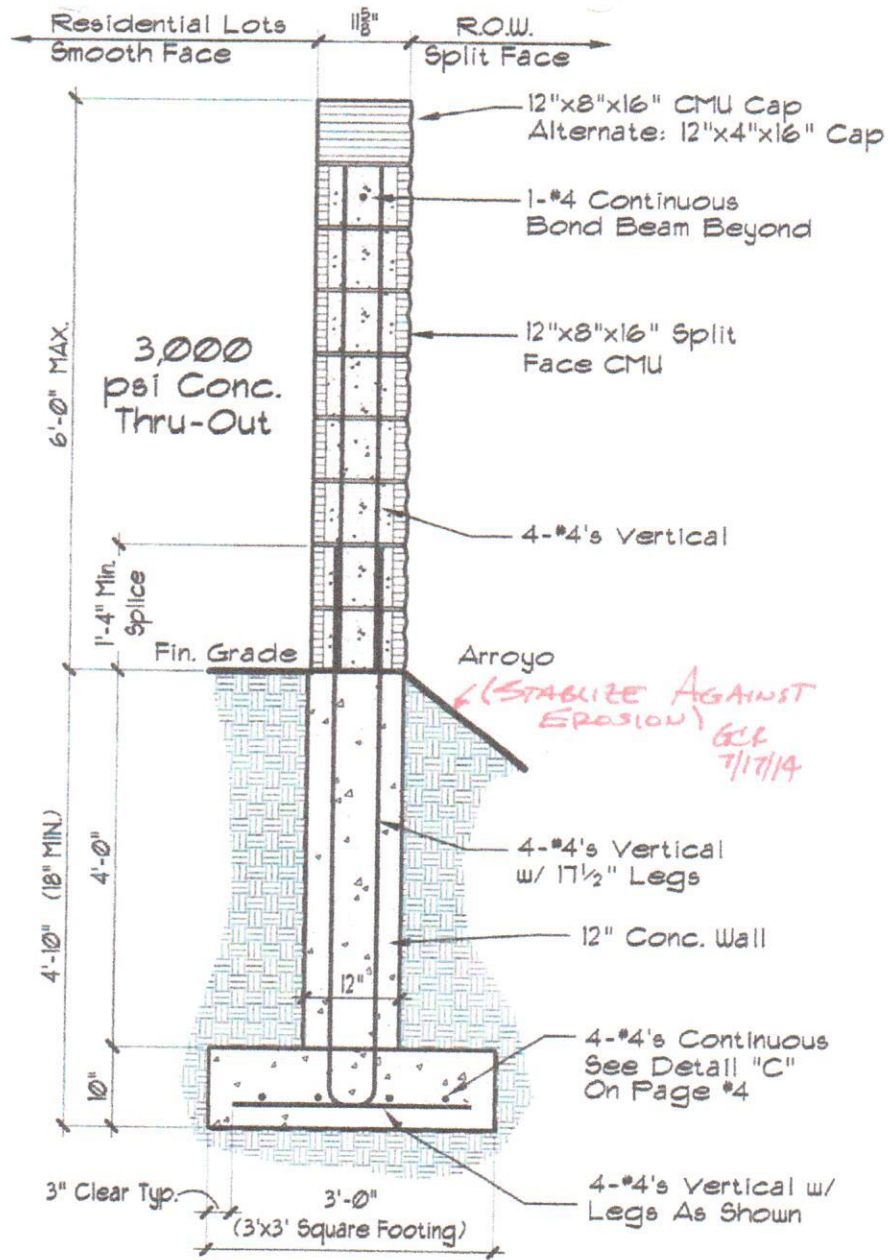 Residential Lots
Smooth Face
11 5/8"
R.O.W.
Split Face
12"x8"x16" CMU Cap
Alternate: 12"x4"x16" Cap
1-#4 Continuous
Bond Beam Beyond
12"x8"x16" Split
Face CMU
3,000
psi Conc.
Thru-Out
6'-0" MAX.
4-#4's Vertical
1'-4" Min.
Splice
Fin. Grade
Arroyo
(STABLIZE AGAINST
EROSION)
7/17/14
4-#4's Vertical
w/ 17 1/2" Legs
4'-10" (18" MIN.)
4'-0"
12" Conc. Wall
12"
4-#4's Continuous
See Detail "C"
On Page #4
10"
4-#4's Vertical w/
Legs As Shown
3" Clear Typ.
3'-0"
(3'x3' Square Footing)